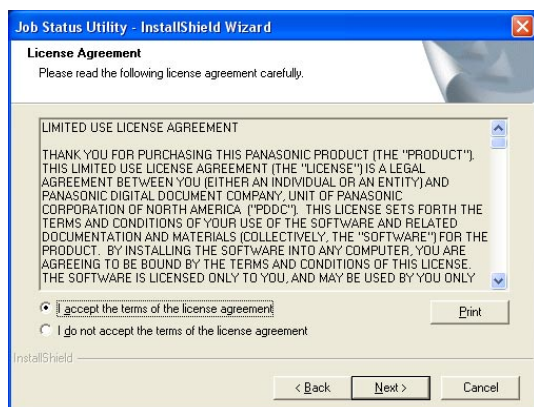 Job Status Utility - InstallShield Wizard
License Agreement
Please read the following license agreement carefully.
LIMITED USE LICENSE AGREEMENT
THANK YOU FOR PURCHASING THIS PANASONIC PRODUCT (THE "PRODUCT").
THIS LIMITED USE LICENSE AGREEMENT (THE "LICENSE") IS A LEGAL
AGREEMENT BETWEEN YOU (EITHER AN INDIVIDUAL OR AN ENTITY) AND
PANASONIC DIGITAL DOCUMENT COMPANY, UNIT OF PANASONIC
CORPORATION OF NORTH AMERICA ("PDDC"). THIS LICENSE SETS FORTH THE
TERMS AND CONDITIONS OF YOUR USE OF THE SOFTWARE AND RELATED
DOCUMENTATION AND MATERIALS (COLLECTIVELY, THE "SOFTWARE") FOR THE
PRODUCT. BY INSTALLING THE SOFTWARE INTO ANY COMPUTER, YOU ARE
AGREEING TO BE BOUND BY THE TERMS AND CONDITIONS OF THIS LICENSE.
THE SOFTWARE IS LICENSED ONLY TO YOU, AND MAY BE USED BY YOU ONLY
I accept the terms of the license agreement
Print
I do not accept the terms of the license agreement
InstallShield
< Back
Next >
Cancel